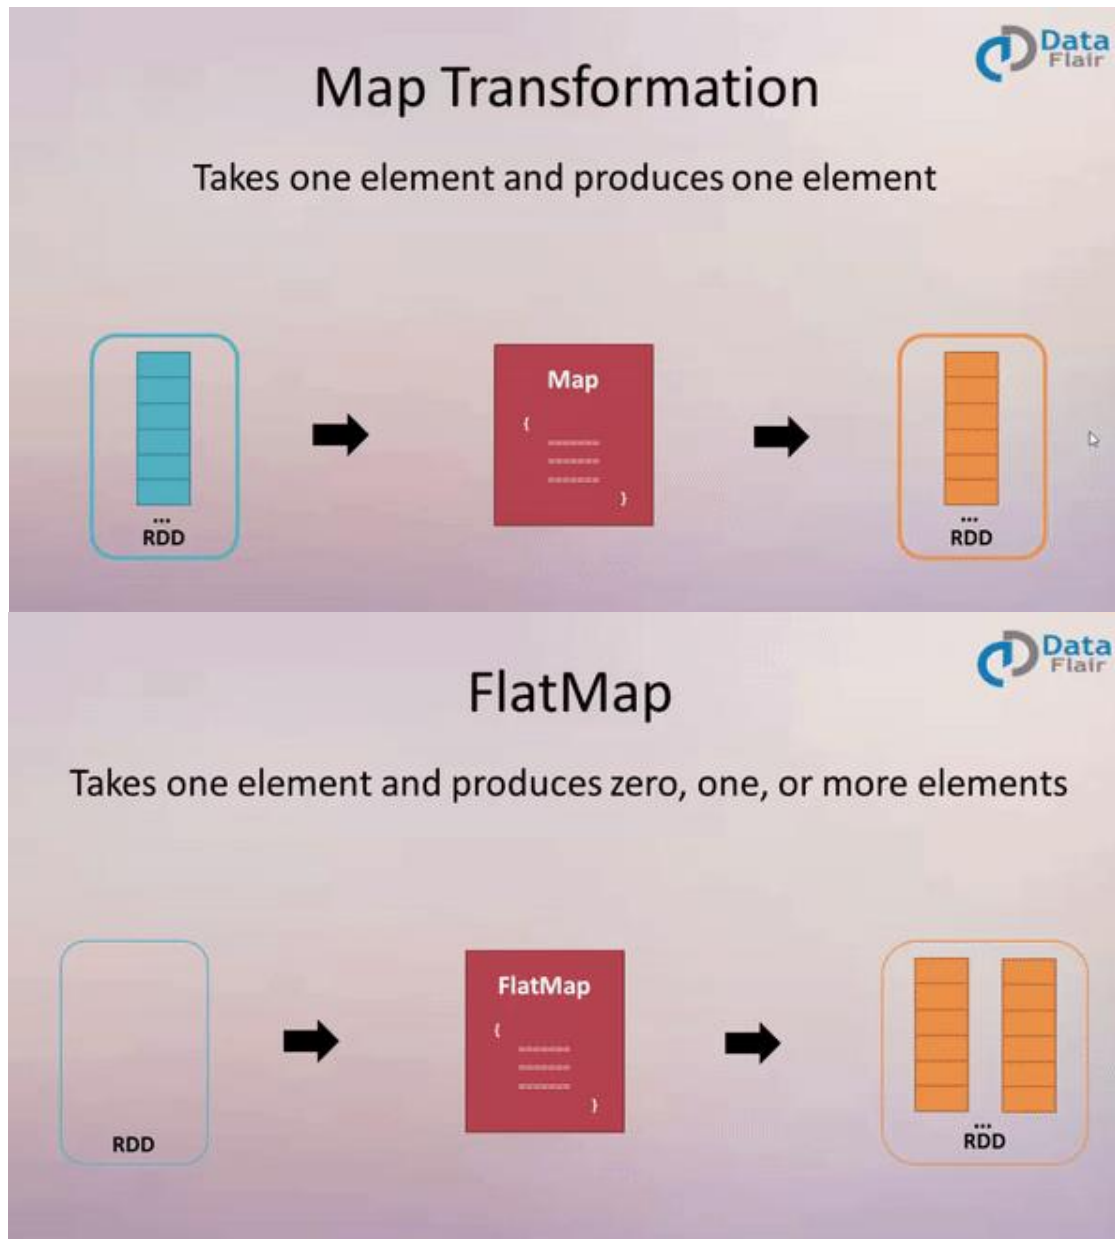 Data
Flair
Map Transformation
Takes one element and produces one element
Map
{
=======
=======
=======
}
...
RDD
...
RDD
Data
Flair
FlatMap
Takes one element and produces zero, one, or more elements
FlatMap
{
=======
=======
=======
}
RDD
...
RDD